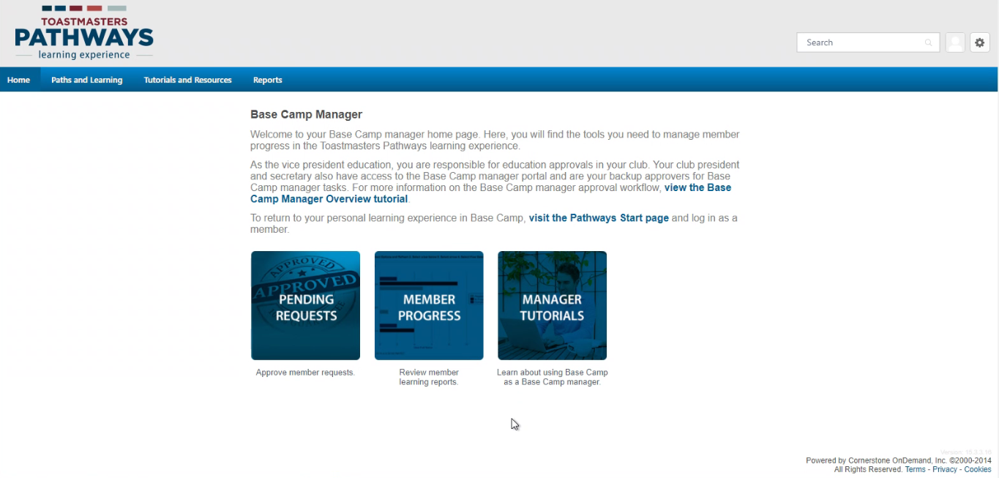 TOASTMASTERS
PATHWAYS
learning experience
Search
Home Paths and Learning Tutorials and Resources Reports
Base Camp Manager
Welcome to your Base Camp manager home page. Here, you will find the tools you need to manage member
progress in the Toastmasters Pathways learning experience.
As the vice president education, you are responsible for education approvals in your club. Your club president
and secretary also have access to the Base Camp manager portal and are your backup approvers for Base
Camp manager tasks. For more information on the Base Camp manager approval workflow, view the Base
Camp Manager Overview tutorial.
To return to your personal learning experience in Base Camp, visit the Pathways Start page and log in as a
member.
APPROVED
APPROVED
PENDING
REQUESTS
MEMBER
PROGRESS
MANAGER
TUTORIALS
Approve member requests.
Review member
learning reports.
Learn about using Base Camp
as a Base Camp manager.
Powered by Cornerstone OnDemand, Inc. ©2000-2014
All Rights Reserved. Terms - Privacy - Cookies